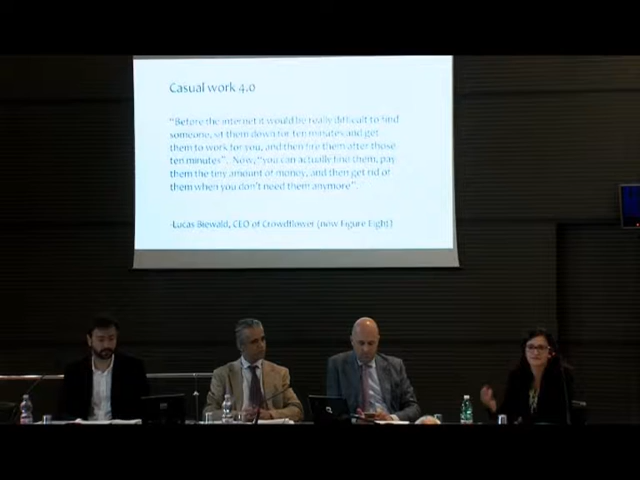 Casual work 4.0
"Before the internet it would be really difficult to find
someone, sit them down for ten minutes and get
them to work for you, and then fire them after those
ten minutes". Now, "you can actually find them, pay
them the tiny amount of money, and then get rid of
them when you don't need them anymore".
-Lucas Biewald, CEO of Crowdflower (now Figure Eight)